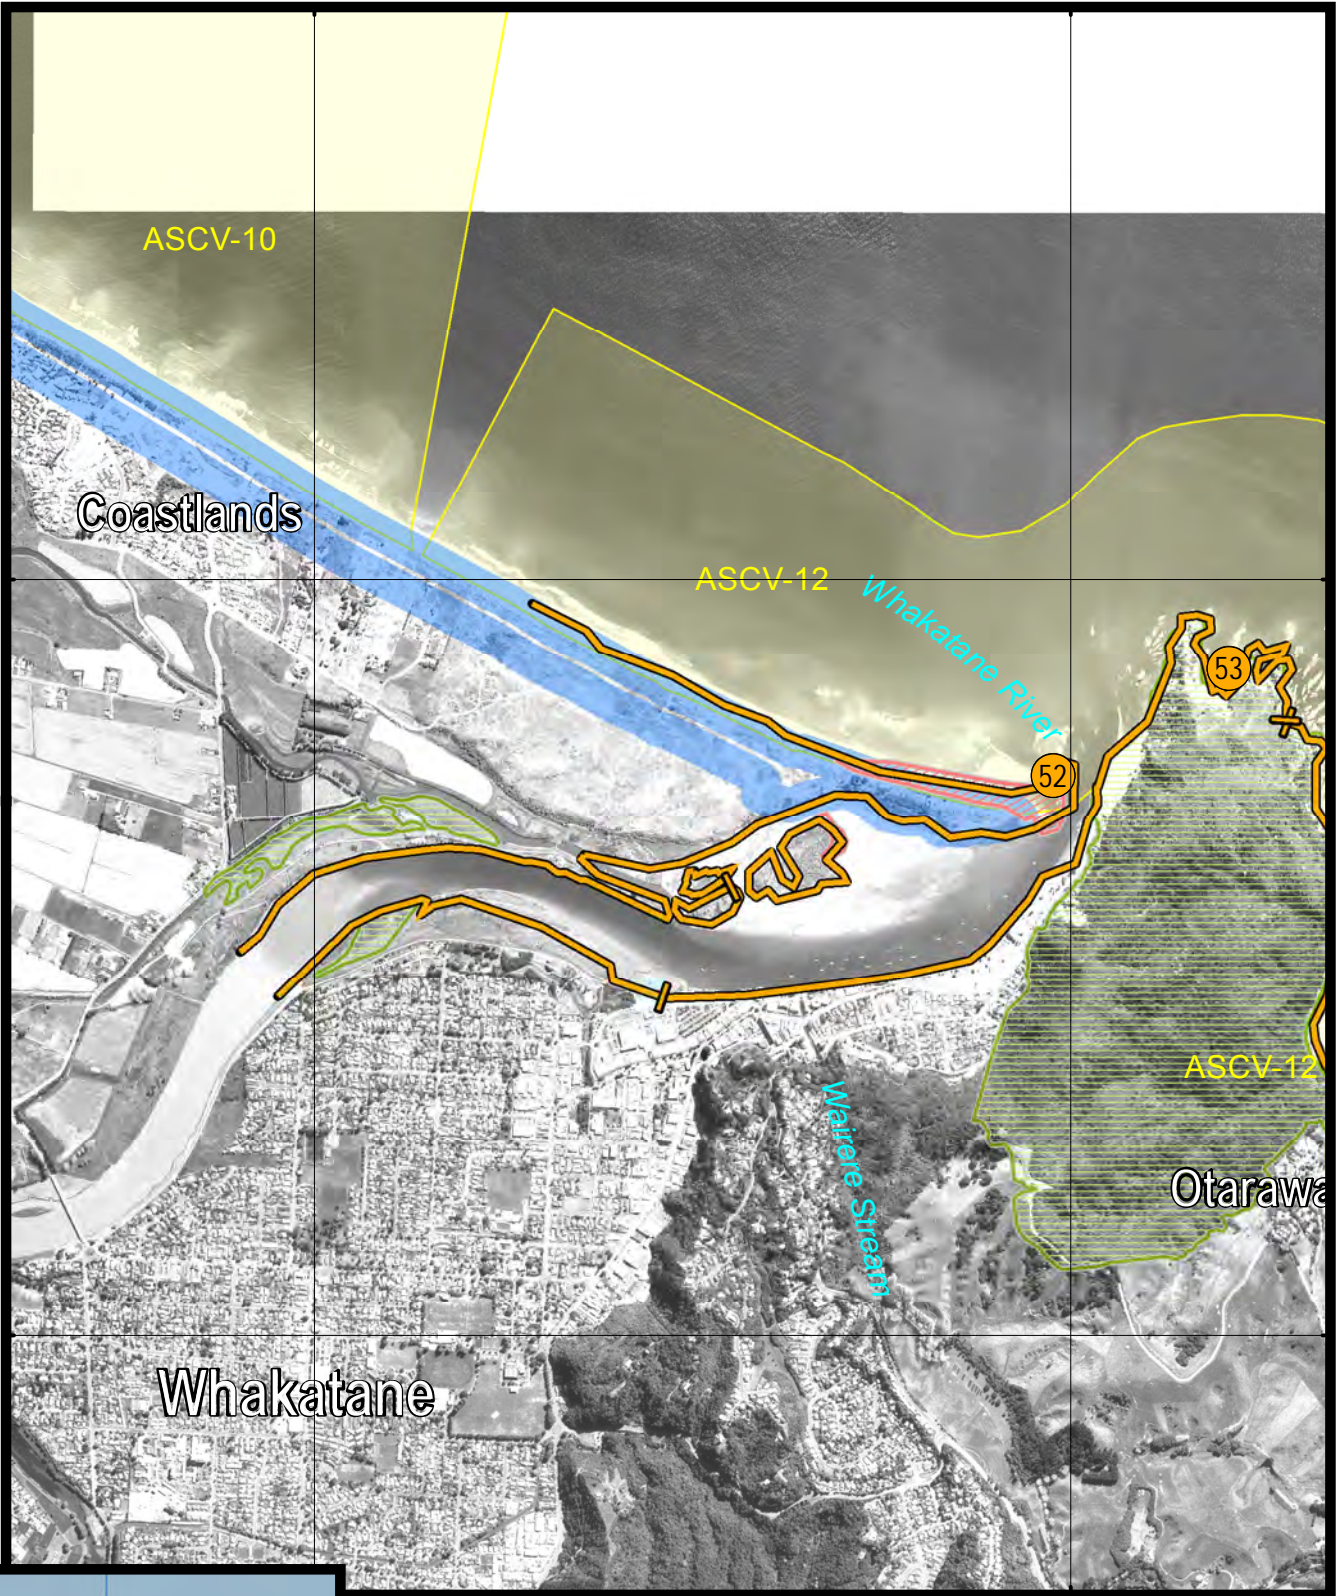 ASCV-10
Coastlands
ASCV-12
Whakatane River
53
52
ASCV-12
Wairere Stream
Otarawa
Whakatane